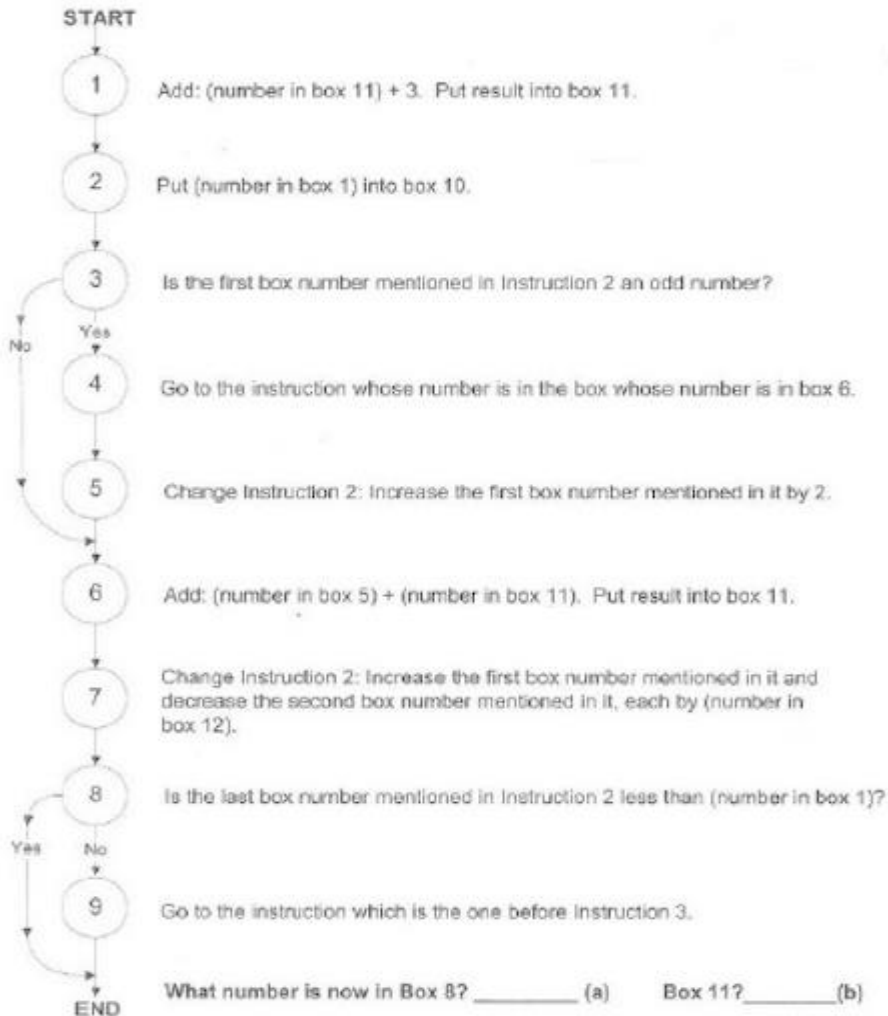 START
1 Add: (number in box 11) + 3. Put result into box 11.
2 Put (number in box 1) into box 10.
3 Is the first box number mentioned in Instruction 2 an odd number?
No Yes
4 Go to the instruction whose number is in the box whose number is in box 6.
5 Change Instruction 2: Increase the first box number mentioned in it by 2.
6 Add: (number in box 5) + (number in box 11). Put result into box 11.
7 Change Instruction 2: Increase the first box number mentioned in it and
decrease the second box number mentioned in it, each by (number in
box 12).
8 Is the last box number mentioned in Instruction 2 less than (number in box 1)?
Yes No
9 Go to the instruction which is the one before Instruction 3.
END What number is now in Box 8? __________ (a) Box 11?_______(b)